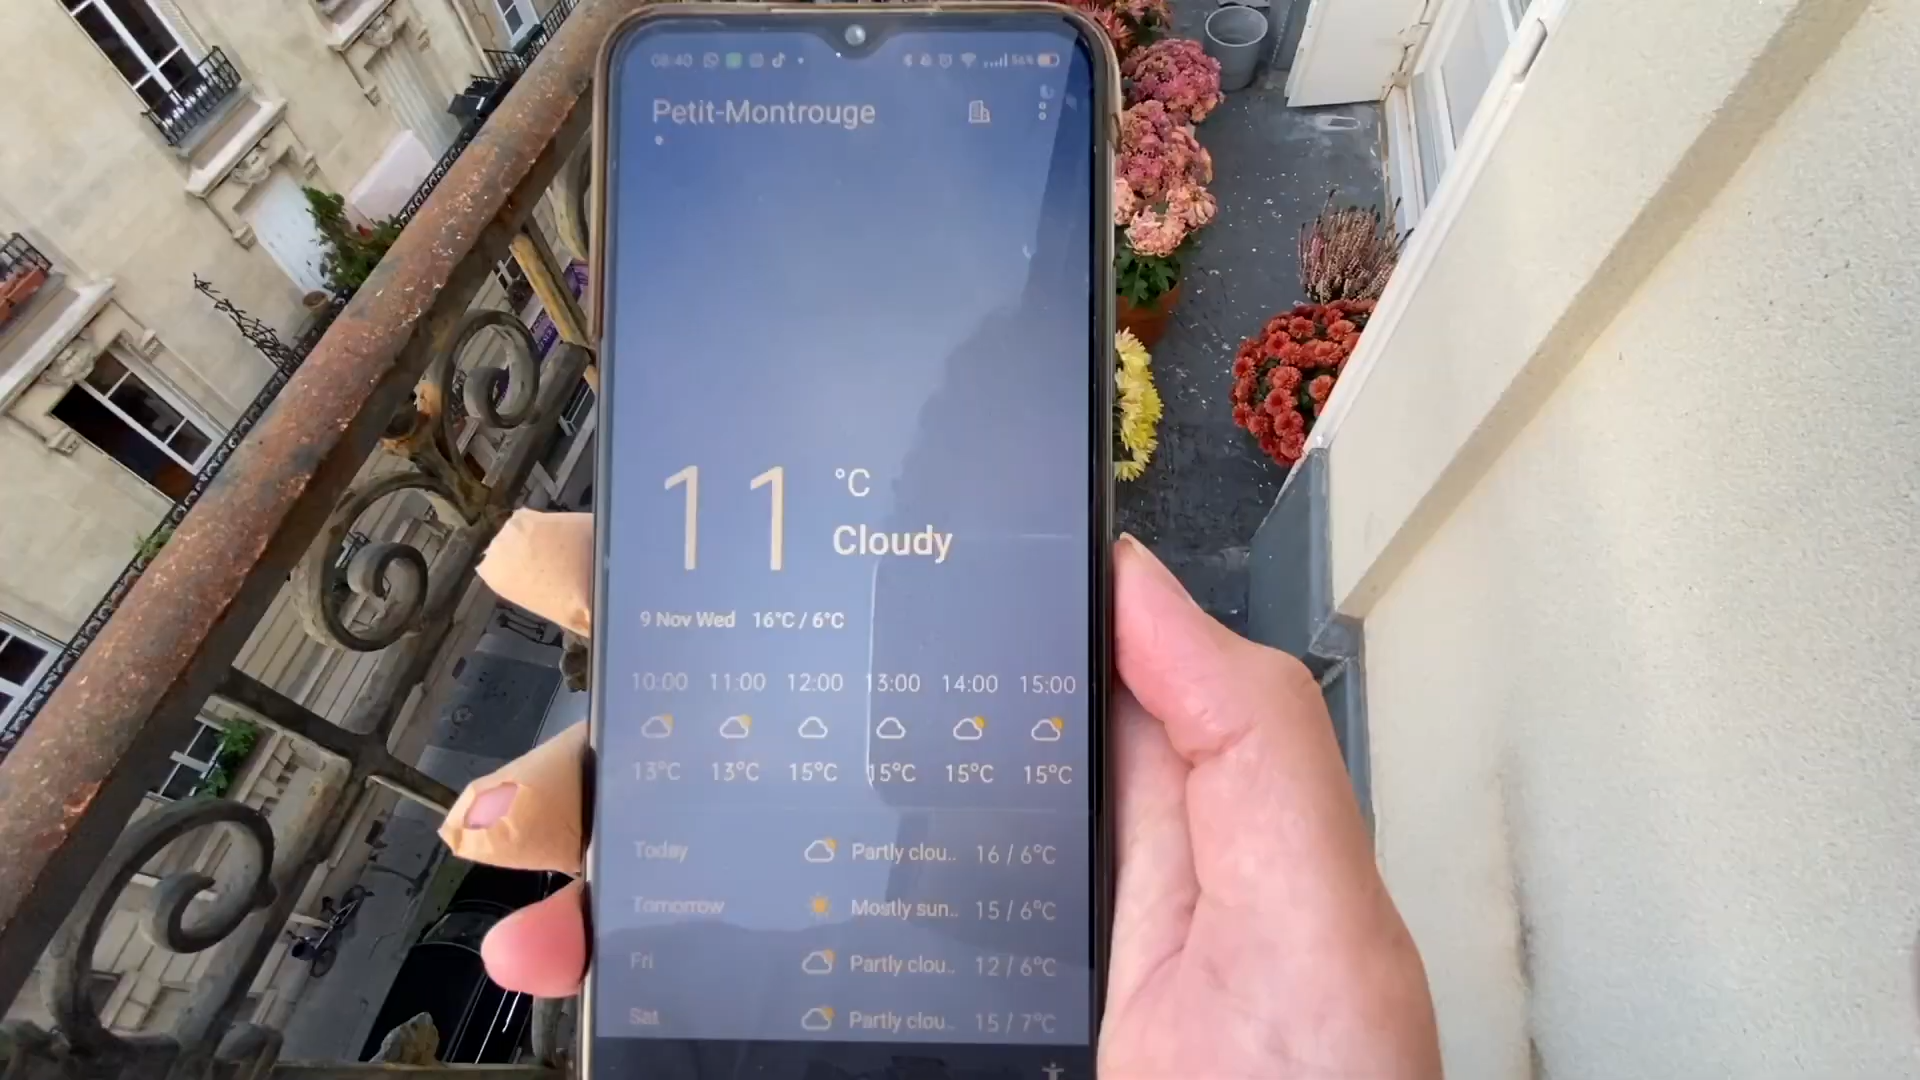 08:40 56%
Petit-Montrouge
11 °C
Cloudy
9 Nov Wed 16°C / 6°C
10:00 11:00 12:00 13:00 14:00 15:00
13°C 13°C 15°C 15°C 15°C 15°C
Today Partly clou.. 16 / 6°C
Tomorrow Mostly sun.. 15 / 6°C
Fri Partly clou.. 12 / 6°C
Sat Partly clou.. 15 / 7°C